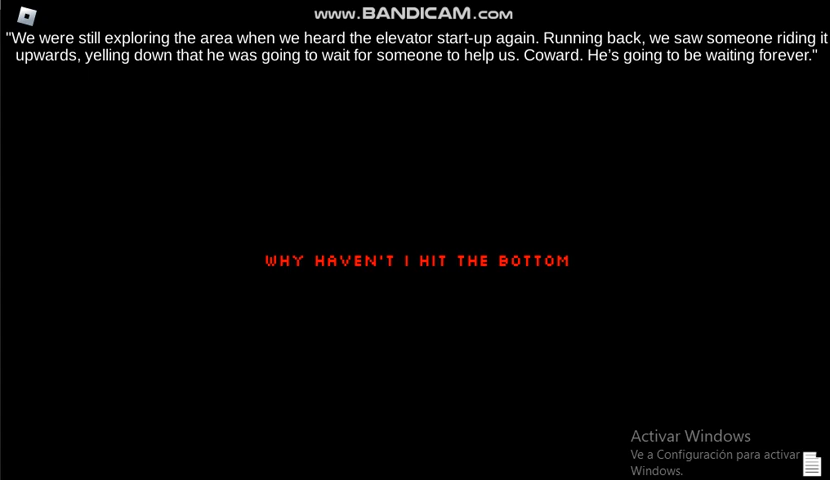 www.BANDICAM.com
"We were still exploring the area when we heard the elevator start-up again. Running back, we saw someone riding it
upwards, yelling down that he was going to wait for someone to help us. Coward. He's going to be waiting forever."
WHY HAVEN'T I HIT THE BOTTOM
Activar Windows
Ve a Configuración para activar
Windows.